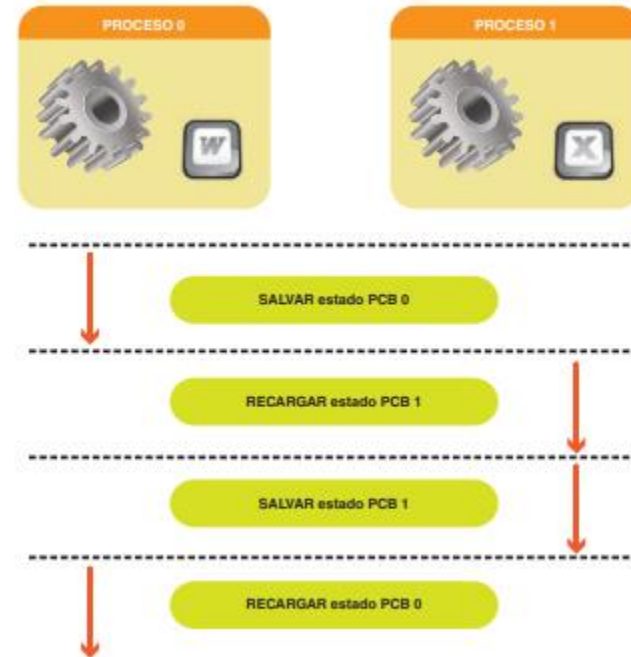 PROCESO 0
PROCESO 1
W
X
SALVAR estado PCB 0
RECARGAR estado PCB 1
SALVAR estado PCB 1
RECARGAR estado PCB 0